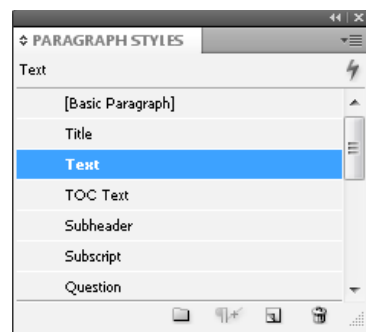 PARAGRAPH STYLES
Text
[Basic Paragraph]
Title
Text
TOC Text
Subheader
Subscript
Question